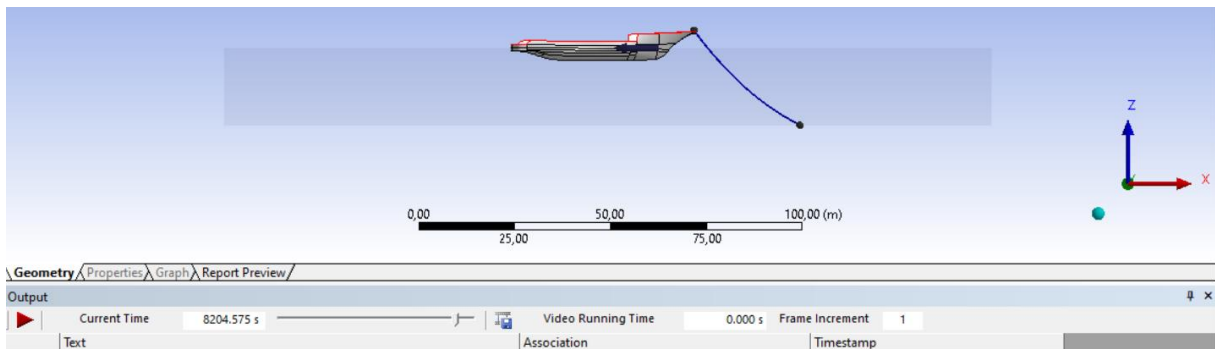 Z
X
0,00 50,00 100,00 (m)
25,00 75,00
Geometry Properties Graph Report Preview
Output
Current Time 8204.575 s Video Running Time 0.000 s Frame Increment 1
Text Association Timestamp